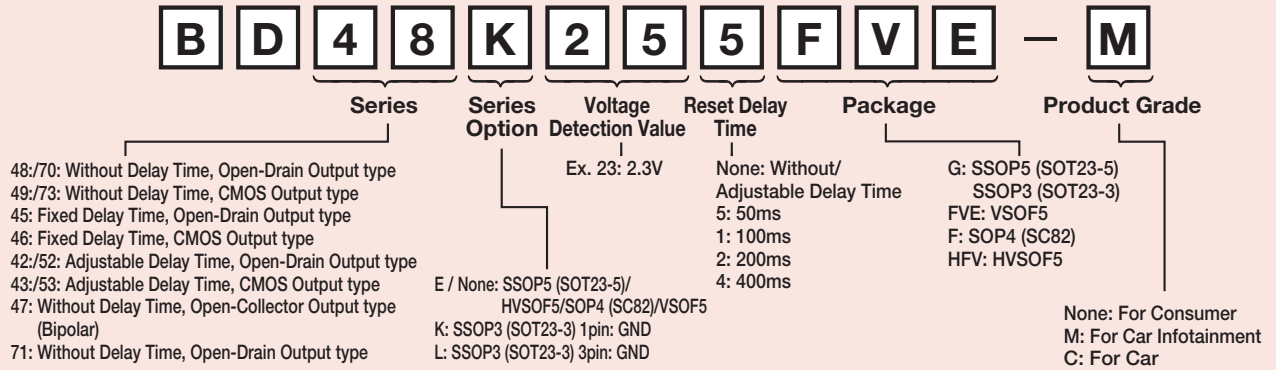 B D 4 8 K 2 5 5 F V E – M
Series
Series Option
Voltage Detection Value
Reset Delay Time
Package
Product Grade
48:/70: Without Delay Time, Open-Drain Output type
49:/73: Without Delay Time, CMOS Output type
45: Fixed Delay Time, Open-Drain Output type
46: Fixed Delay Time, CMOS Output type
42:/52: Adjustable Delay Time, Open-Drain Output type
43:/53: Adjustable Delay Time, CMOS Output type
47: Without Delay Time, Open-Collector Output type
(Bipolar)
71: Without Delay Time, Open-Drain Output type
E / None: SSOP5 (SOT23-5)/
HVSOF5/SOP4 (SC82)/VSOF5
K: SSOP3 (SOT23-3) 1pin: GND
L: SSOP3 (SOT23-3) 3pin: GND
Ex. 23: 2.3V
None: Without/
Adjustable Delay Time
5: 50ms
1: 100ms
2: 200ms
4: 400ms
G: SSOP5 (SOT23-5)
SSOP3 (SOT23-3)
FVE: VSOF5
F: SOP4 (SC82)
HFV: HVSOF5
None: For Consumer
M: For Car Infotainment
C: For Car